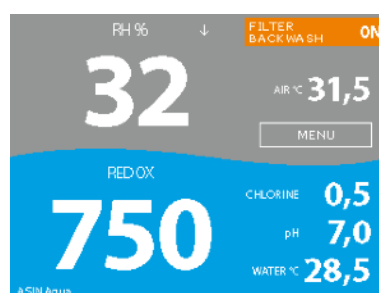 RH % ↓
FILTER BACKWASH ON
32
AIR °C 31,5
MENU
REDOX
750
CHLORINE 0,5
pH 7,0
WATER °C 28,5
ASIN Aqua